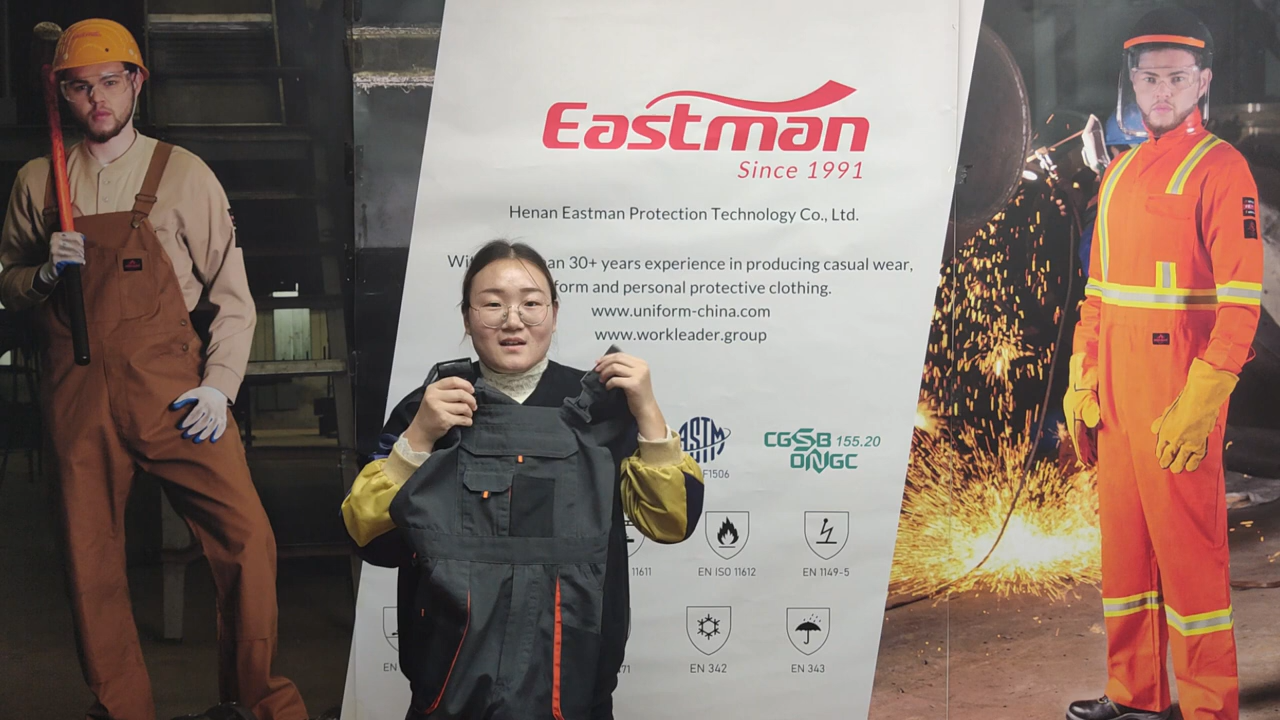 Eastman
Since 1991
Henan Eastman Protection Technology Co., Ltd.
an 30+ years experience in producing casual wear,
form and personal protective clothing.
www.uniform-china.com
www.workleader.group
ASTM
F1506
CGSB 155.20
ONGC
11611
EN ISO 11612
EN 1149-5
EN
EN 342
EN 343